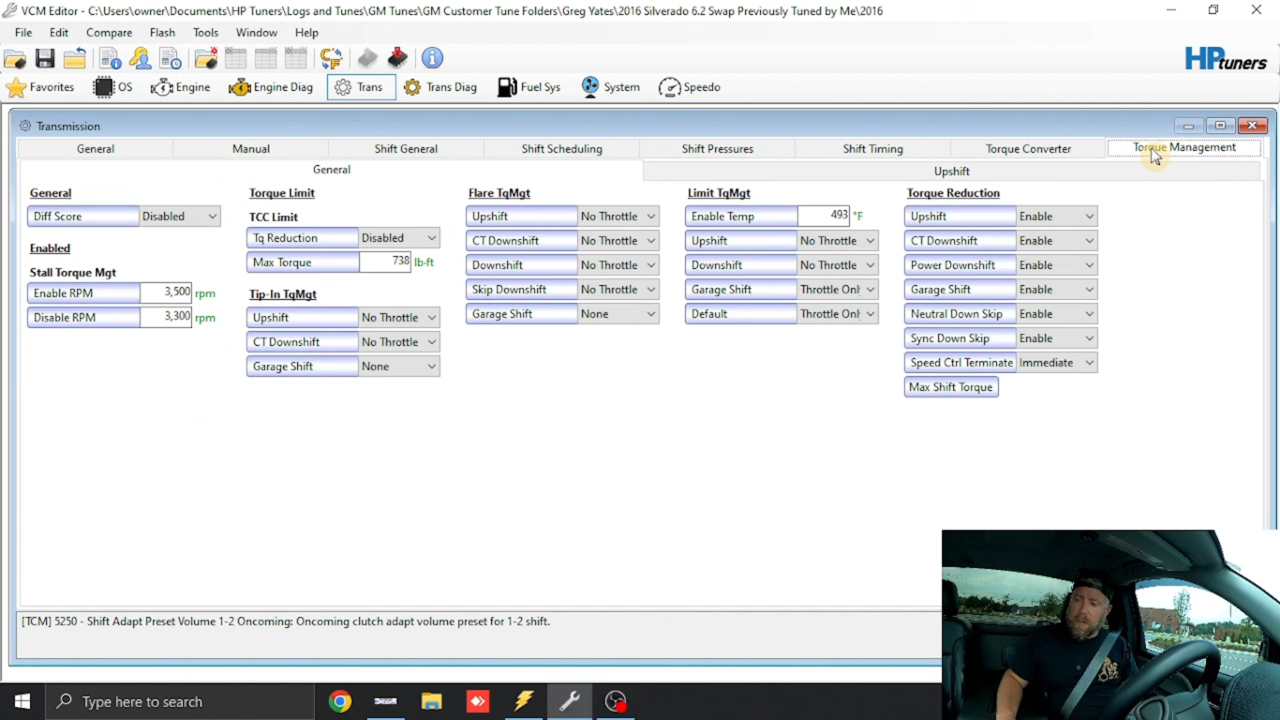 VCM Editor - C:\Users\owner\Documents\HP Tuners\Logs and Tunes\GM Tunes\GM Customer Tune Folders\Greg Yates\2016 Silverado 6.2 Swap Previously Tuned by Me\2016
File Edit Compare Flash Tools Window Help
HPtuners
Favorites OS Engine Engine Diag Trans Trans Diag Fuel Sys System Speedo
Transmission
General Manual Shift General Shift Scheduling Shift Pressures Shift Timing Torque Converter Torque Management
General Upshift
General Torque Limit Flare TqMgt Limit TqMgt Torque Reduction
Diff Score Disabled TCC Limit Upshift No Throttle Enable Temp 493 °F Upshift Enable
Tq Reduction Disabled CT Downshift No Throttle Upshift No Throttle CT Downshift Enable
Enabled Max Torque 738 lb-ft Downshift No Throttle Downshift No Throttle Power Downshift Enable
Stall Torque Mgt
Enable RPM 3,500 rpm Tip-In TqMgt Skip Downshift No Throttle Garage Shift Throttle Onl Garage Shift Enable
Disable RPM 3,300 rpm Upshift No Throttle Garage Shift None Default Throttle Onl Neutral Down Skip Enable
CT Downshift No Throttle Sync Down Skip Enable
Garage Shift None Speed Ctrl Terminate Immediate
Max Shift Torque
[TCM] 5250 - Shift Adapt Preset Volume 1-2 Oncoming: Oncoming clutch adapt volume preset for 1-2 shift.
Type here to search